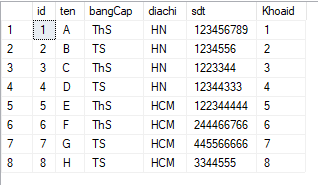 id ten bangCap diachi sdt Khoaid
1 1 A ThS HN 123456789 1
2 2 B TS HN 1234556 2
3 3 C ThS HN 1223344 3
4 4 D TS HN 12344333 4
5 5 E ThS HCM 122344444 5
6 6 F ThS HCM 244466766 6
7 7 G TS HCM 445566666 7
8 8 H TS HCM 3344555 8